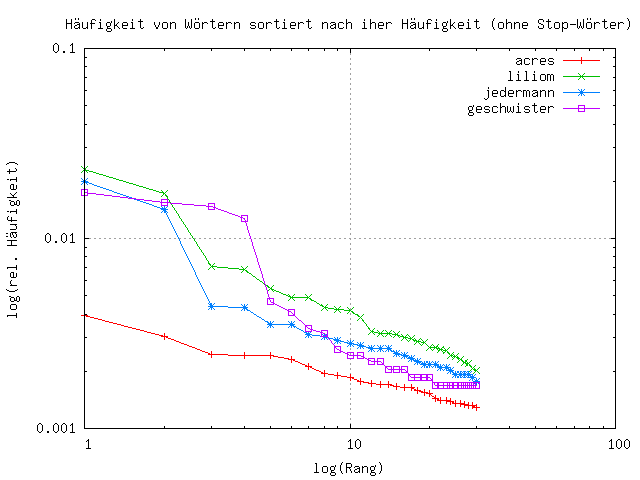 Häufigkeit von Wörtern sortiert nach iher Häufigkeit (ohne Stop-Wörter)
0.1
acres
liliom
jedermann
geschwister
log(rel. Häufigkeit)
0.01
0.001
1 10 100
log(Rang)